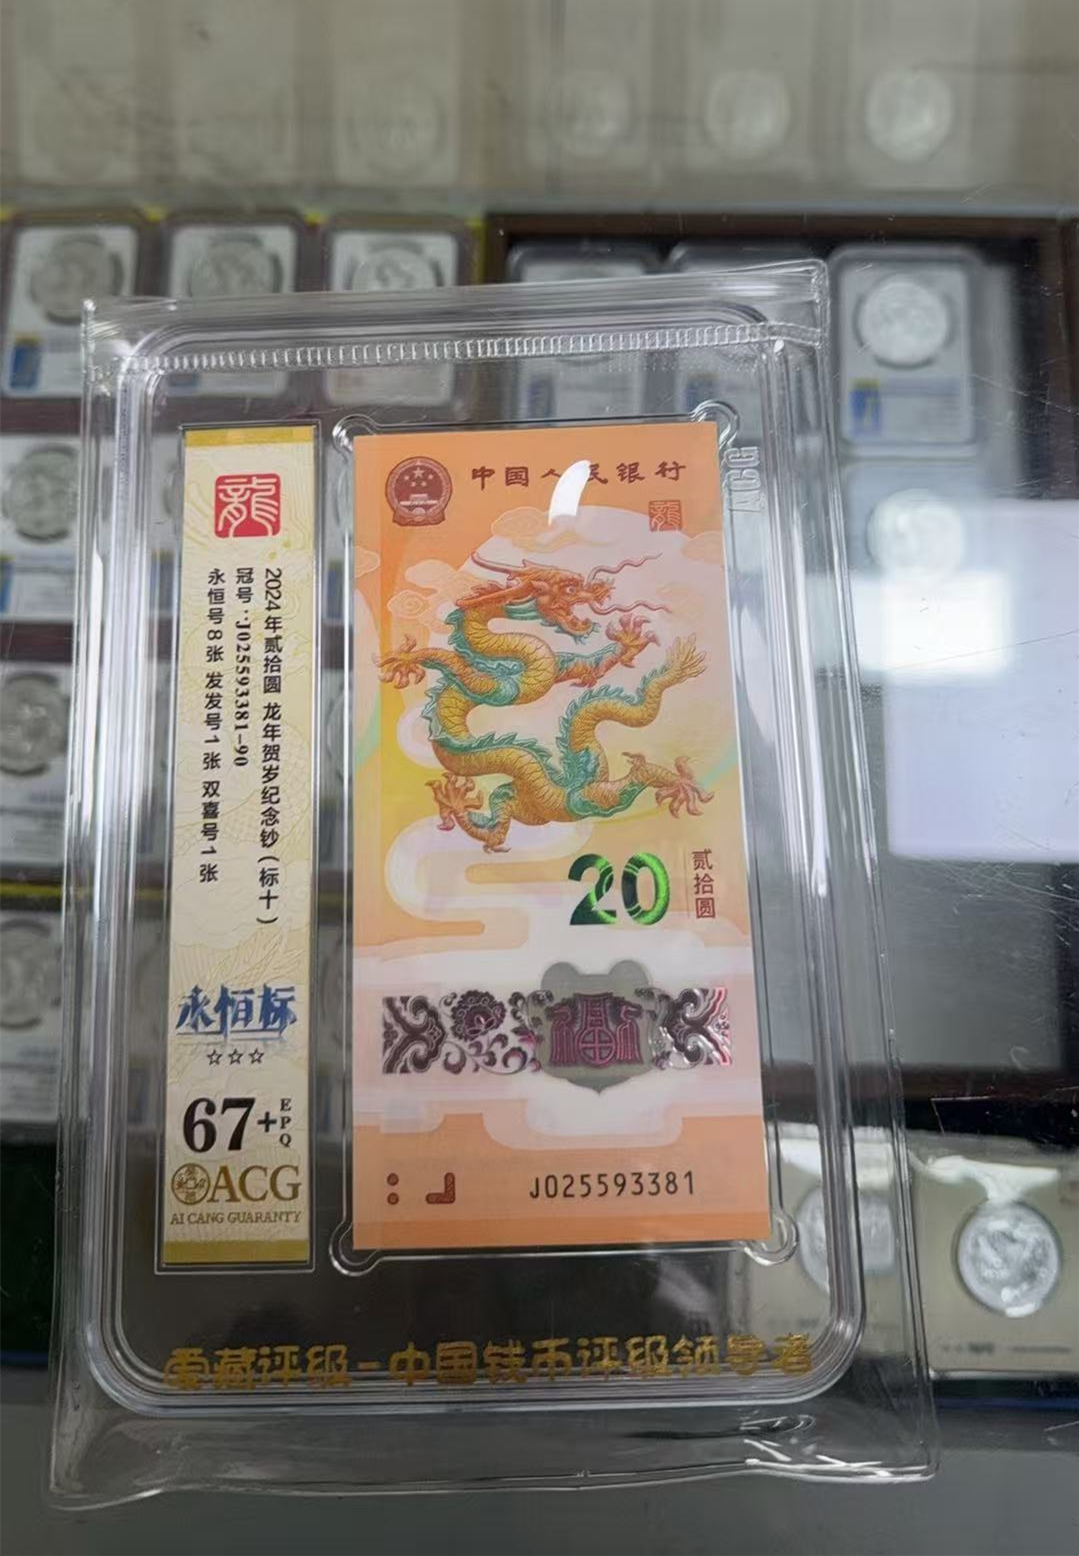 龍
2024年贰拾圆 龙年贺岁纪念钞(标十)
冠号:J025593381-90
永恒号8张 发发号1张 双喜号1张
永恒标
☆☆☆
67+EPQ
ACG
AI CANG GUARANTY
中国人民银行
龍
20
贰拾圆
J025593381
ACG
爱藏评级-中国钱币评级领导者